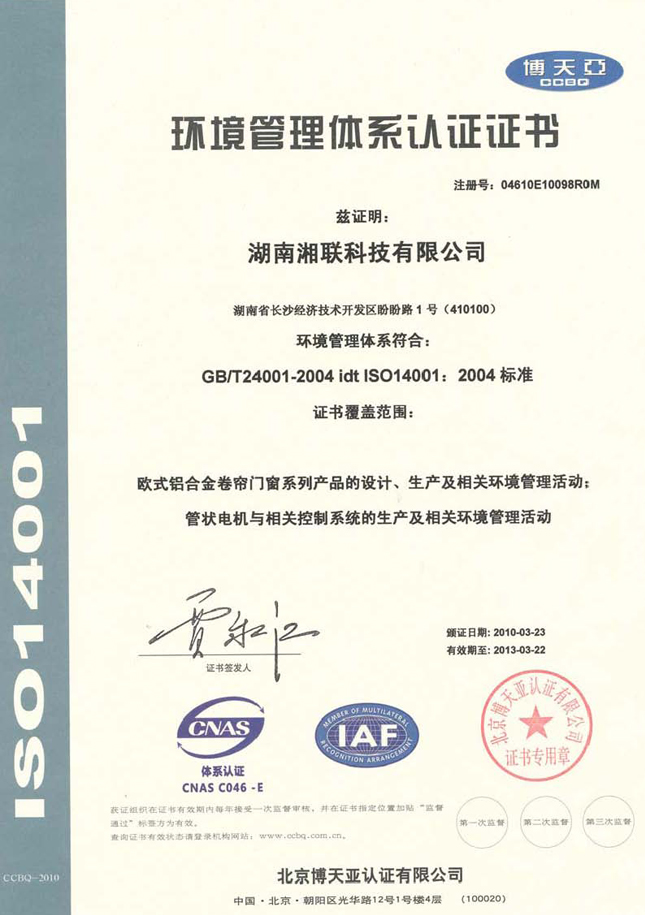 博天亞
CCBQ
环境管理体系认证证书
注册号：04610E10098R0M
兹证明：
湖南湘联科技有限公司
湖南省长沙经济技术开发区盼盼路1号（410100）
环境管理体系符合：
GB/T24001-2004 idt ISO14001：2004 标准
证书覆盖范围：
欧式铝合金卷帘门窗系列产品的设计、生产及相关环境管理活动；
管状电机与相关控制系统的生产及相关环境管理活动
ISO14001
证书签发人
颁证日期: 2010-03-23
有效期至: 2013-03-22
CNAS
体系认证
CNAS C046 -E
MEMBER OF MULTILATERAL
IAF
RECOGNITION ARRANGEMENT
北京博天亚认证有限公司
证书专用章
获证组织在证书有效期内每年接受一次监督审核，并在证书指定位置加贴“监督
通过”标签方为有效。
查询证书有效状态请登录机构网站：www.ccbq.com.cn。
第一次监督
第二次监督
第三次监督
CCBQ-2010
北京博天亚认证有限公司
中国·北京·朝阳区光华路12号1号楼4层 （100020）